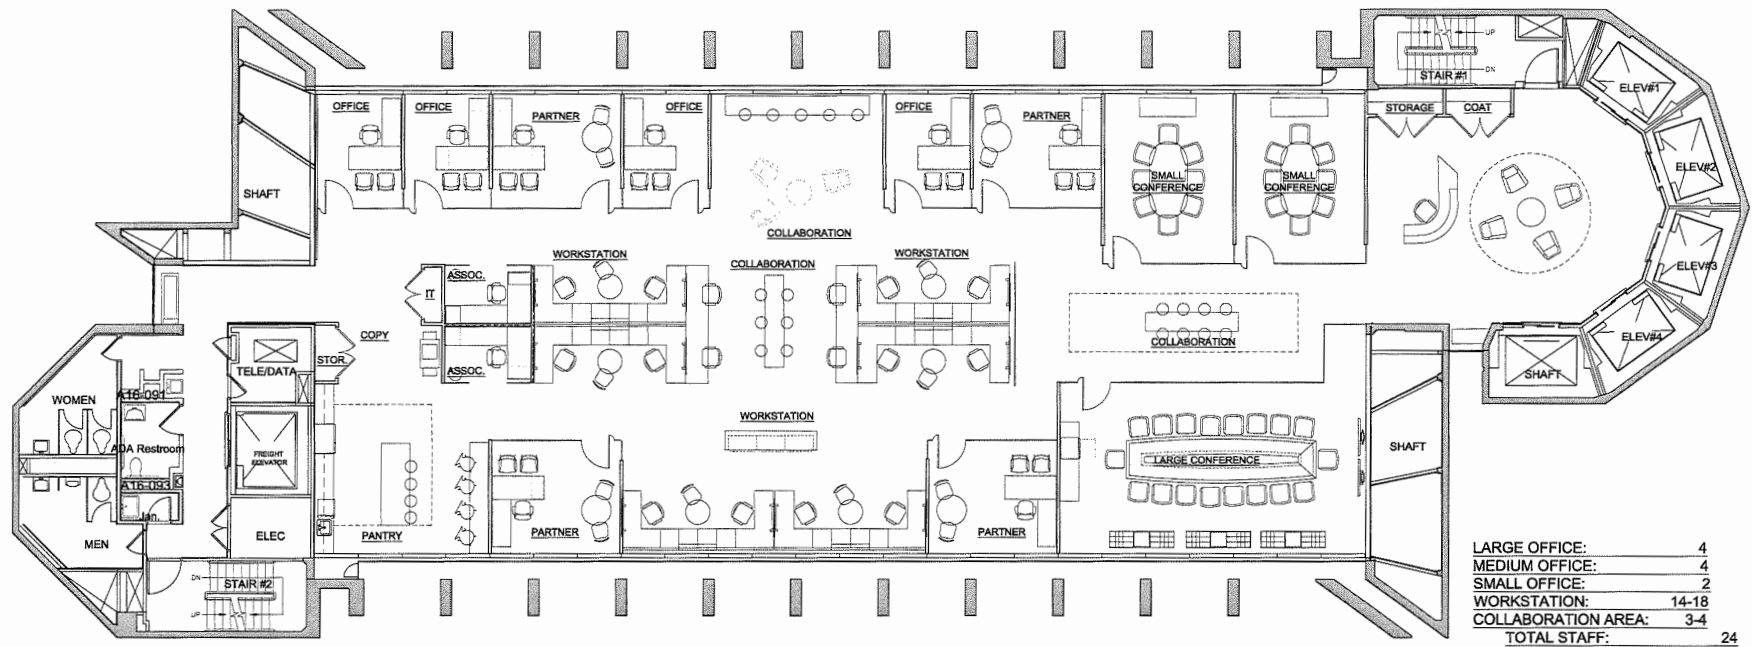 UP
DN
STAIR #1
ELEV#1
OFFICE
OFFICE
PARTNER
OFFICE
OFFICE
PARTNER
STORAGE
COAT
ELEV#2
SHAFT
SMALL
CONFERENCE
SMALL
CONFERENCE
COLLABORATION
WORKSTATION
COLLABORATION
WORKSTATION
ELEV#3
ASSOC.
IT
COPY
STOR.
ASSOC.
COLLABORATION
ELEV#4
SHAFT
TELE/DATA
A16-091
WOMEN
WORKSTATION
ADA Restroom
FREIGHT
ELEVATOR
LARGE CONFERENCE
SHAFT
A16-093
Jan.
MEN
ELEC
PANTRY
PARTNER
PARTNER
DN
STAIR #2
UP
LARGE OFFICE: 4
MEDIUM OFFICE: 4
SMALL OFFICE: 2
WORKSTATION: 14-18
COLLABORATION AREA: 3-4
TOTAL STAFF: 24